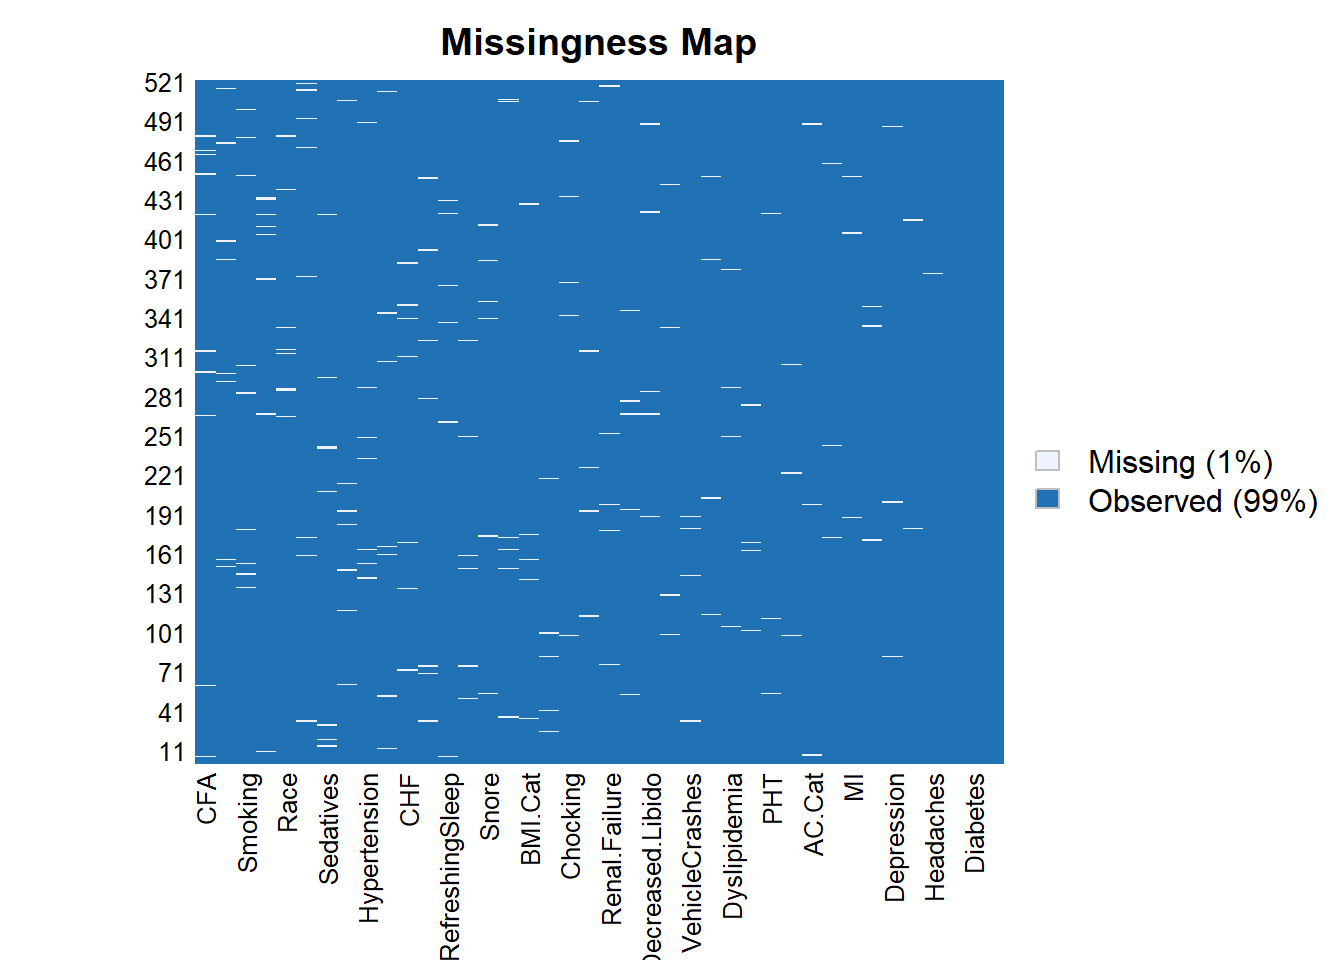 Missingness Map
521
491
461
431
401
371
341
311
281
251
221
191
161
131
101
71
41
11
CFA
Smoking
Race
Sedatives
Hypertension
CHF
RefreshingSleep
Snore
BMI.Cat
Chocking
Renal.Failure
Decreased.Libido
VehicleCrashes
Dyslipidemia
PHT
AC.Cat
MI
Depression
Headaches
Diabetes
Missing (1%)
Observed (99%)